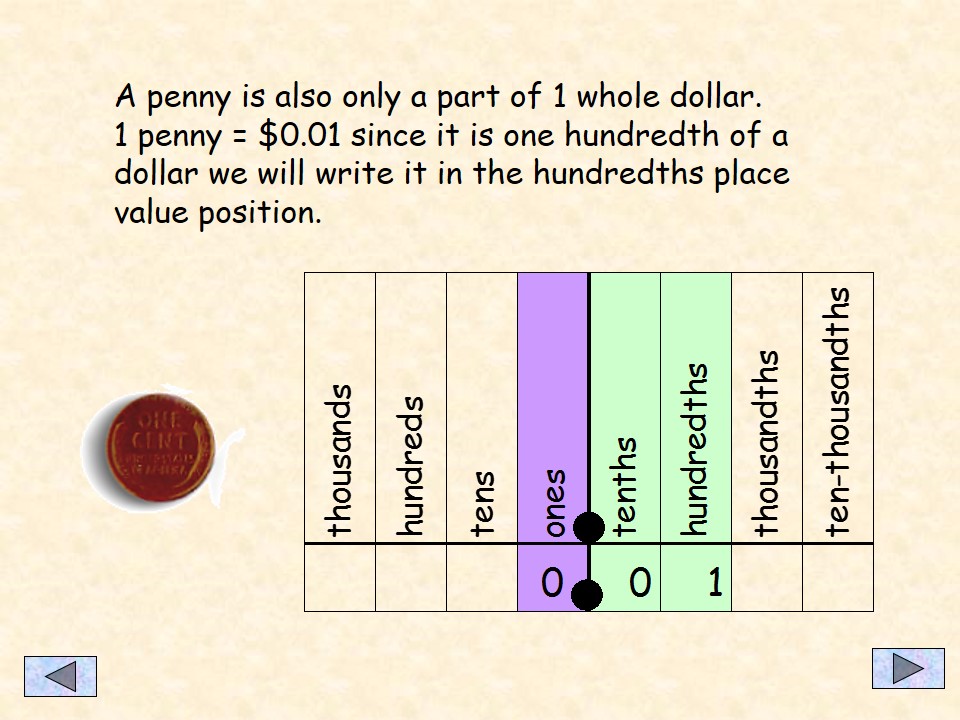 A penny is also only a part of 1 whole dollar.
1 penny = $0.01 since it is one hundredth of a
dollar we will write it in the hundredths place
value position.
thousands
hundreds
tens
ones
tenths
hundredths
thousandths
ten-thousandths
0 0 1
ONE
CENT